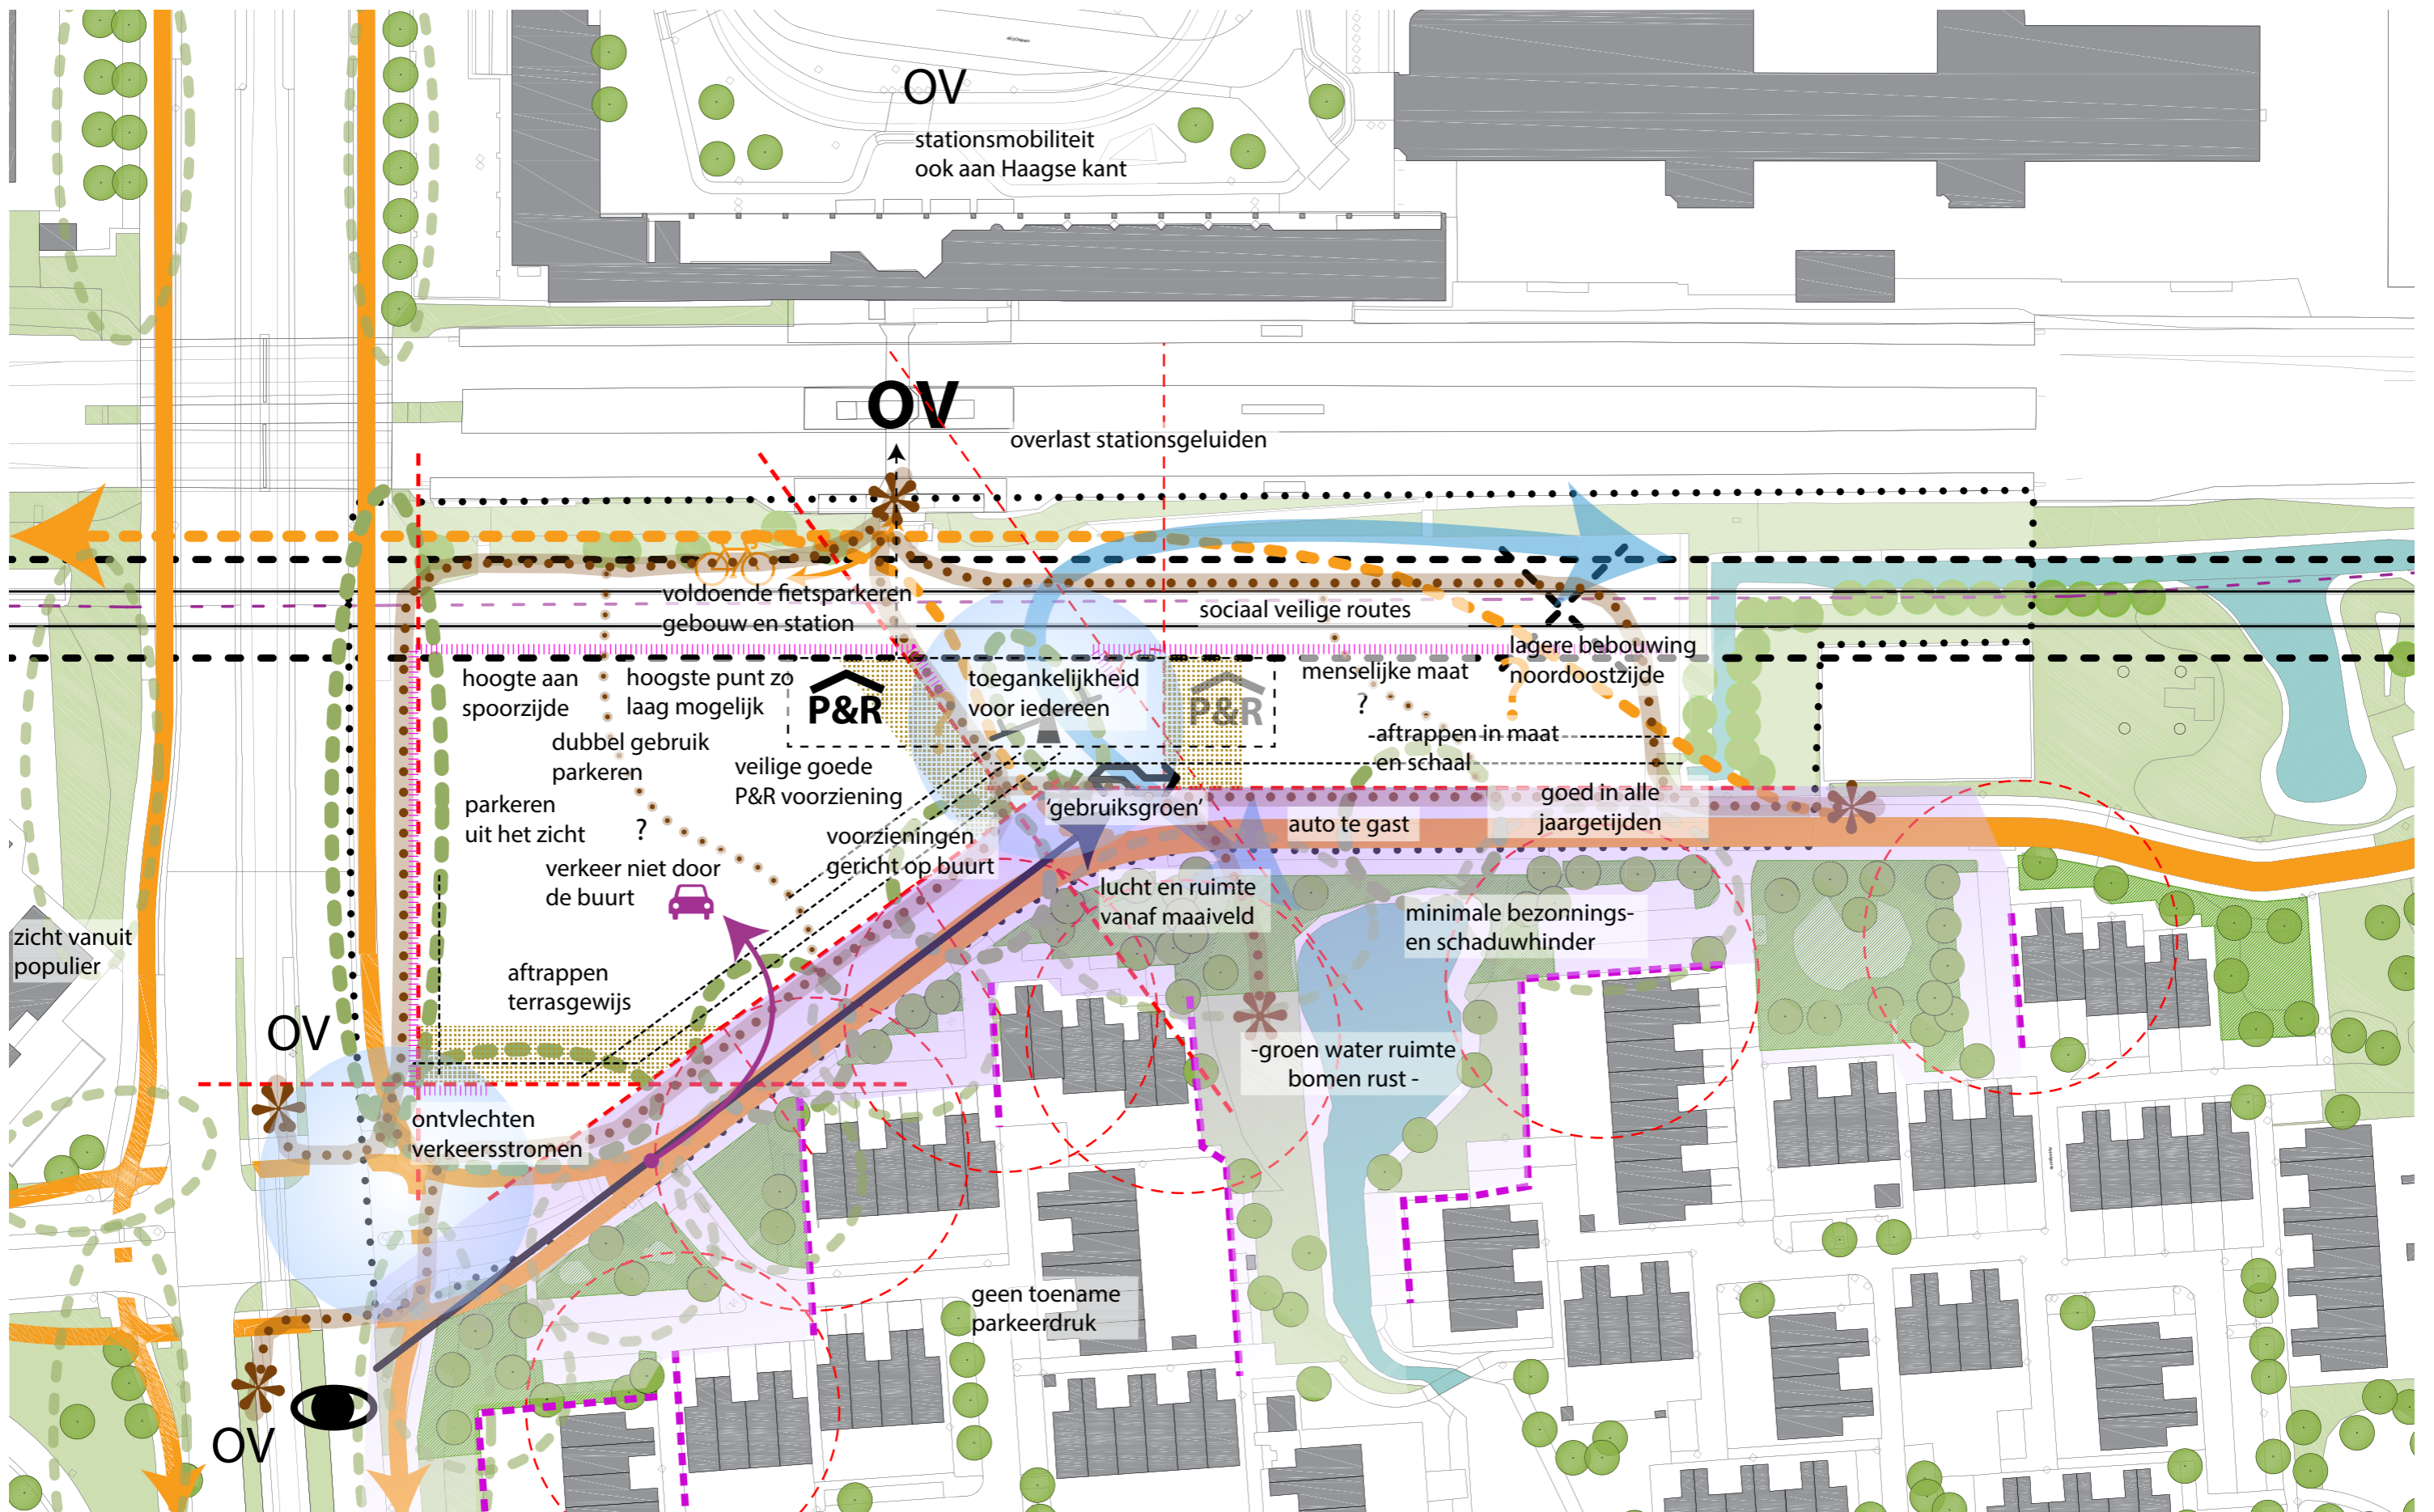 OV
stationsmobiliteit
ook aan Haagse kant
OV
overlast stationsgeluiden
voldoende fietsparkeren
gebouw en station
sociaal veilige routes
lagere bebouwing
noordoostzijde
hoogte aan
spoorzijde
hoogste punt zo
laag mogelijk
P&R
toegankelijkheid
voor iedereen
P&R
menselijke maat
?
-aftrappen in maat
-en schaal
dubbel gebruik
parkeren
veilige goede
P&R voorziening
parkeren
uit het zicht
?
'gebruiksgroen'
goed in alle
jaargetijden
auto te gast
voorzieningen
gericht op buurt
verkeer niet door
de buurt
lucht en ruimte
vanaf maaiveld
minimale bezonnings-
en schaduwhinder
zicht vanuit
populier
aftrappen
terrasgewijs
OV
-groen water ruimte
bomen rust -
ontvlechten
verkeersstromen
geen toename
parkeerdruk
OV